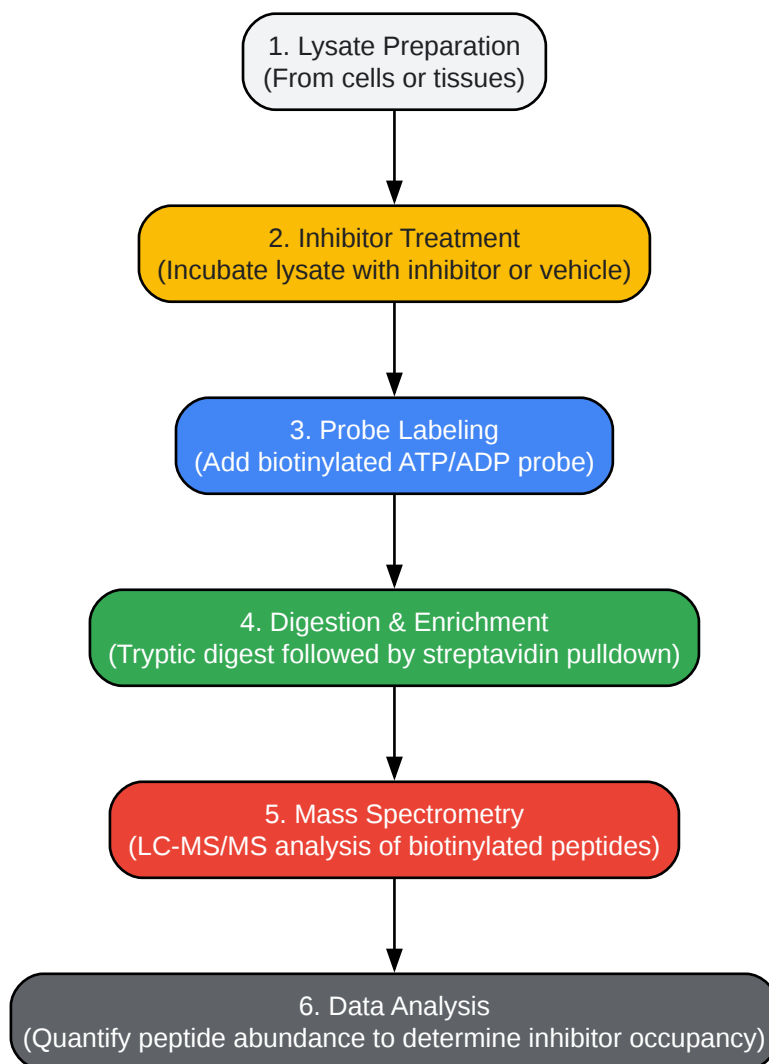 1. Lysate Preparation
(From cells or tissues)
2. Inhibitor Treatment
(Incubate lysate with inhibitor or vehicle)
3. Probe Labeling
(Add biotinylated ATP/ADP probe)
4. Digestion & Enrichment
(Tryptic digest followed by streptavidin pulldown)
5. Mass Spectrometry
(LC-MS/MS analysis of biotinylated peptides)
6. Data Analysis
(Quantify peptide abundance to determine inhibitor occupancy)